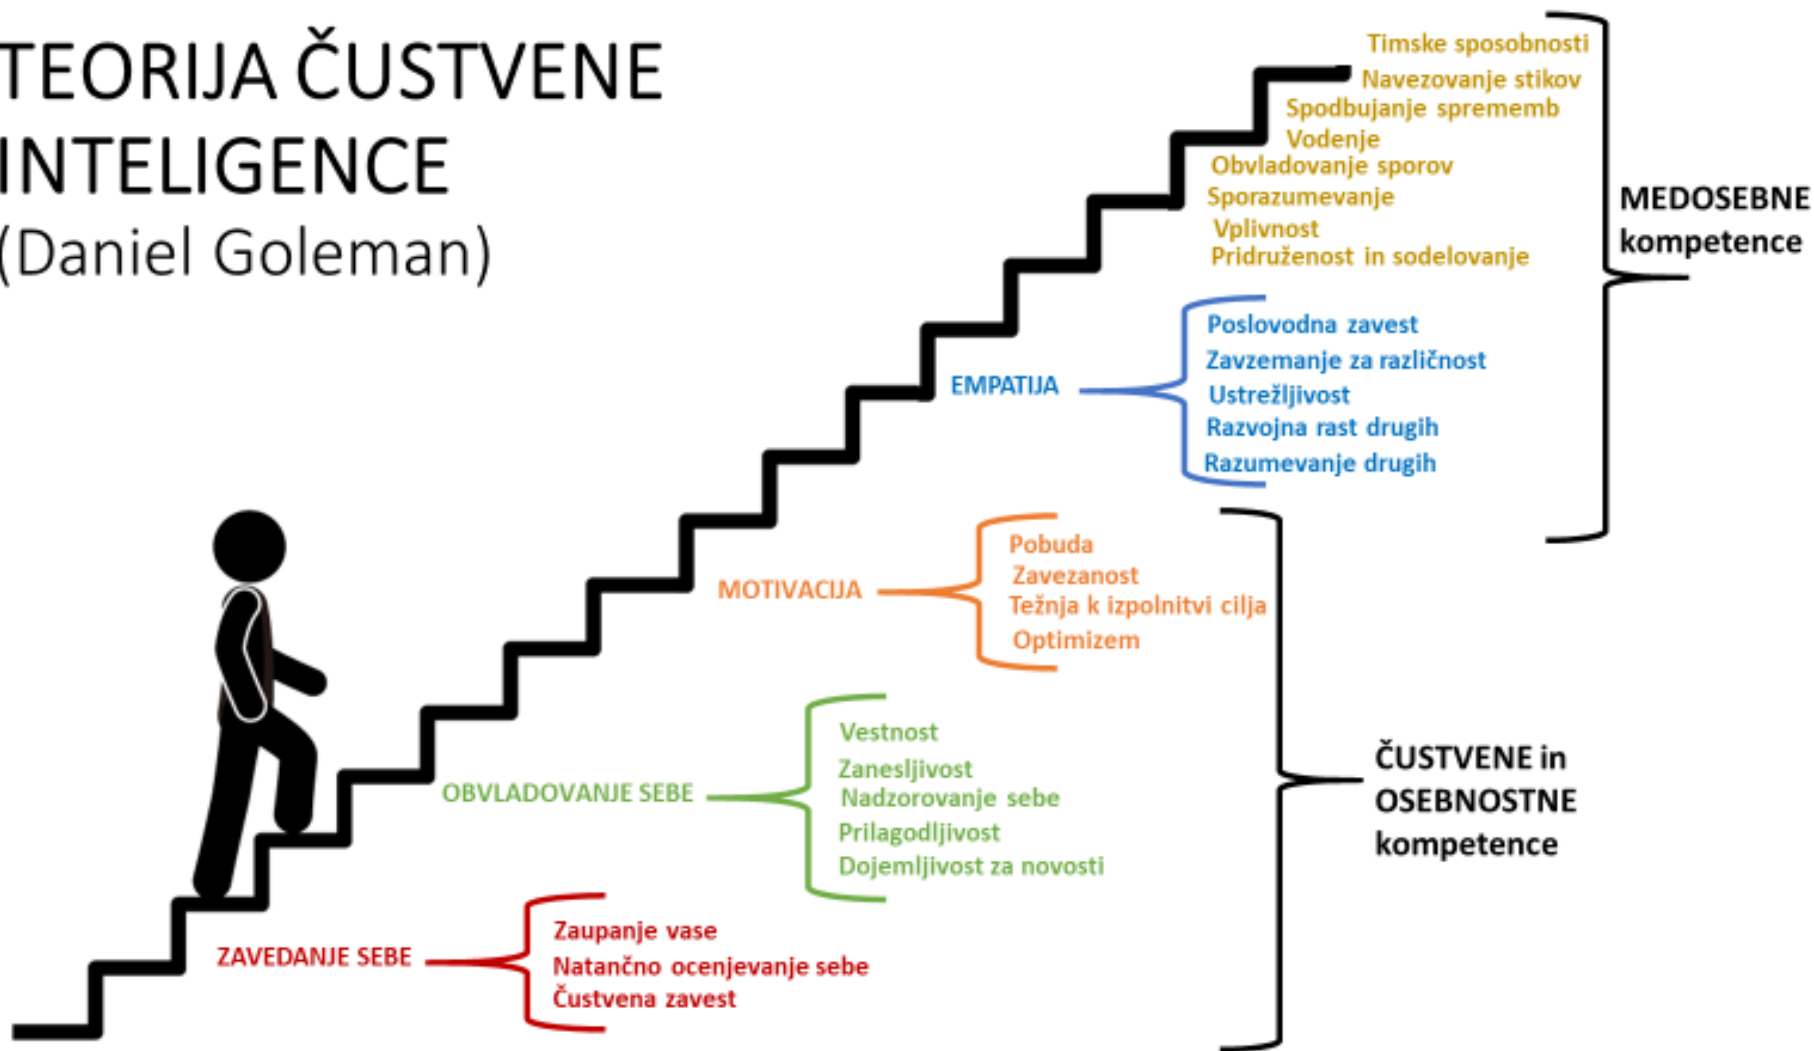 TEORIJA ČUSTVENE
INTELIGENCE
(Daniel Goleman)
Timske sposobnosti
Navezovanje stikov
Spodbujanje sprememb
Vodenje
Obvladovanje sporov
Sporazumevanje
Vplivnost
Pridruženost in sodelovanje
MEDOSEBNE
kompetence
EMPATIJA
Poslovodna zavest
Zavzemanje za različnost
Ustrežljivost
Razvojna rast drugih
Razumevanje drugih
MOTIVACIJA
Pobuda
Zavezanost
Težnja k izpolnitvi cilja
Optimizem
OBVLADOVANJE SEBE
Vestnost
Zanesljivost
Nadzorovanje sebe
Prilagodljivost
Dojemljivost za novosti
ČUSTVENE in
OSEBNOSTNE
kompetence
ZAVEDANJE SEBE
Zaupanje vase
Natančno ocenjevanje sebe
Čustvena zavest